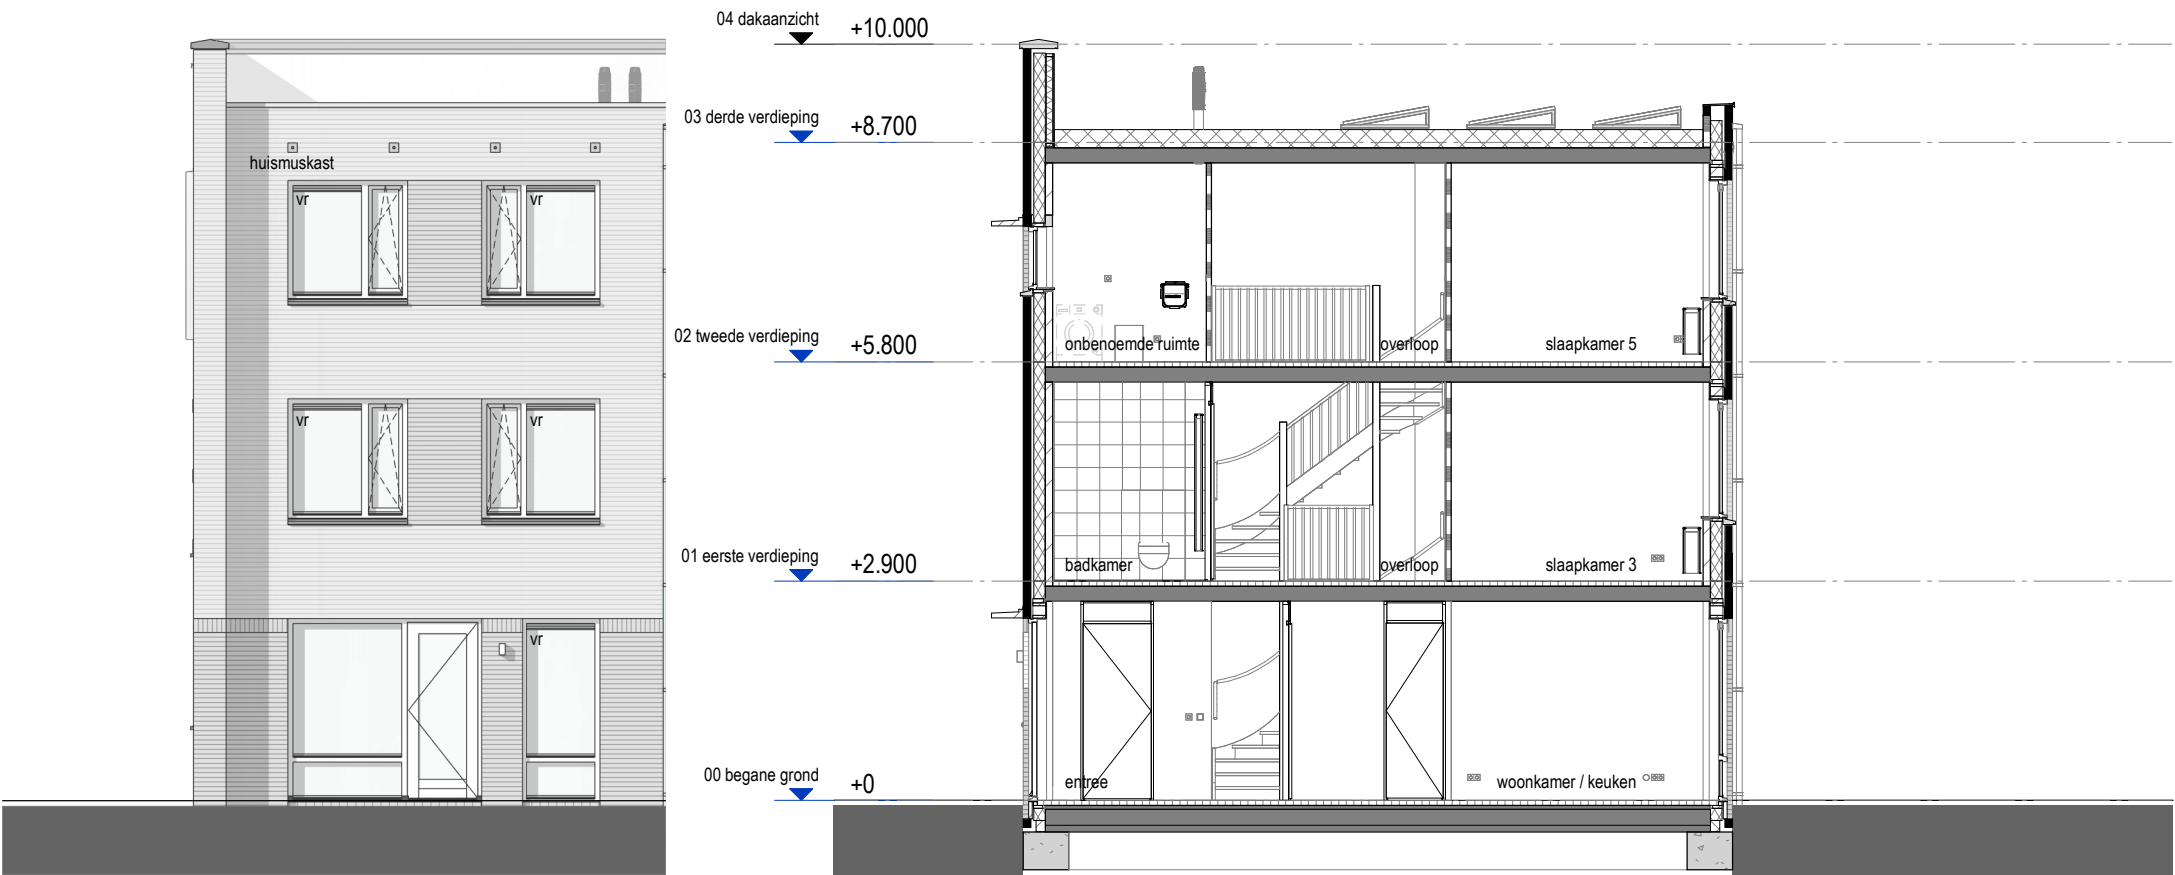 04 dakaanzicht +10.000
03 derde verdieping +8.700
huismuskast
vr vr
02 tweede verdieping +5.800
onbenoemde ruimte overloop slaapkamer 5
vr vr
01 eerste verdieping +2.900
badkamer overloop slaapkamer 3
vr
00 begane grond +0
entree woonkamer / keuken